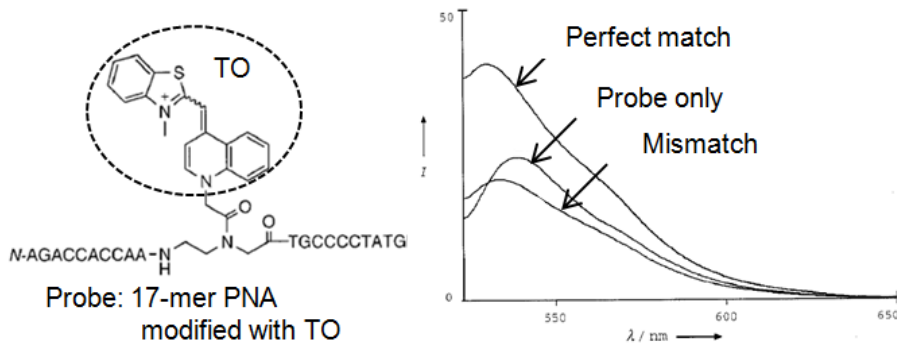 TO
S
N
+
N
O
O
N-AGACCACCAA
N
H
N
TGCCCCTATG
Probe: 17-mer PNA
modified with TO
50
I
0
Perfect match
Probe only
Mismatch
550
600
650
λ / nm